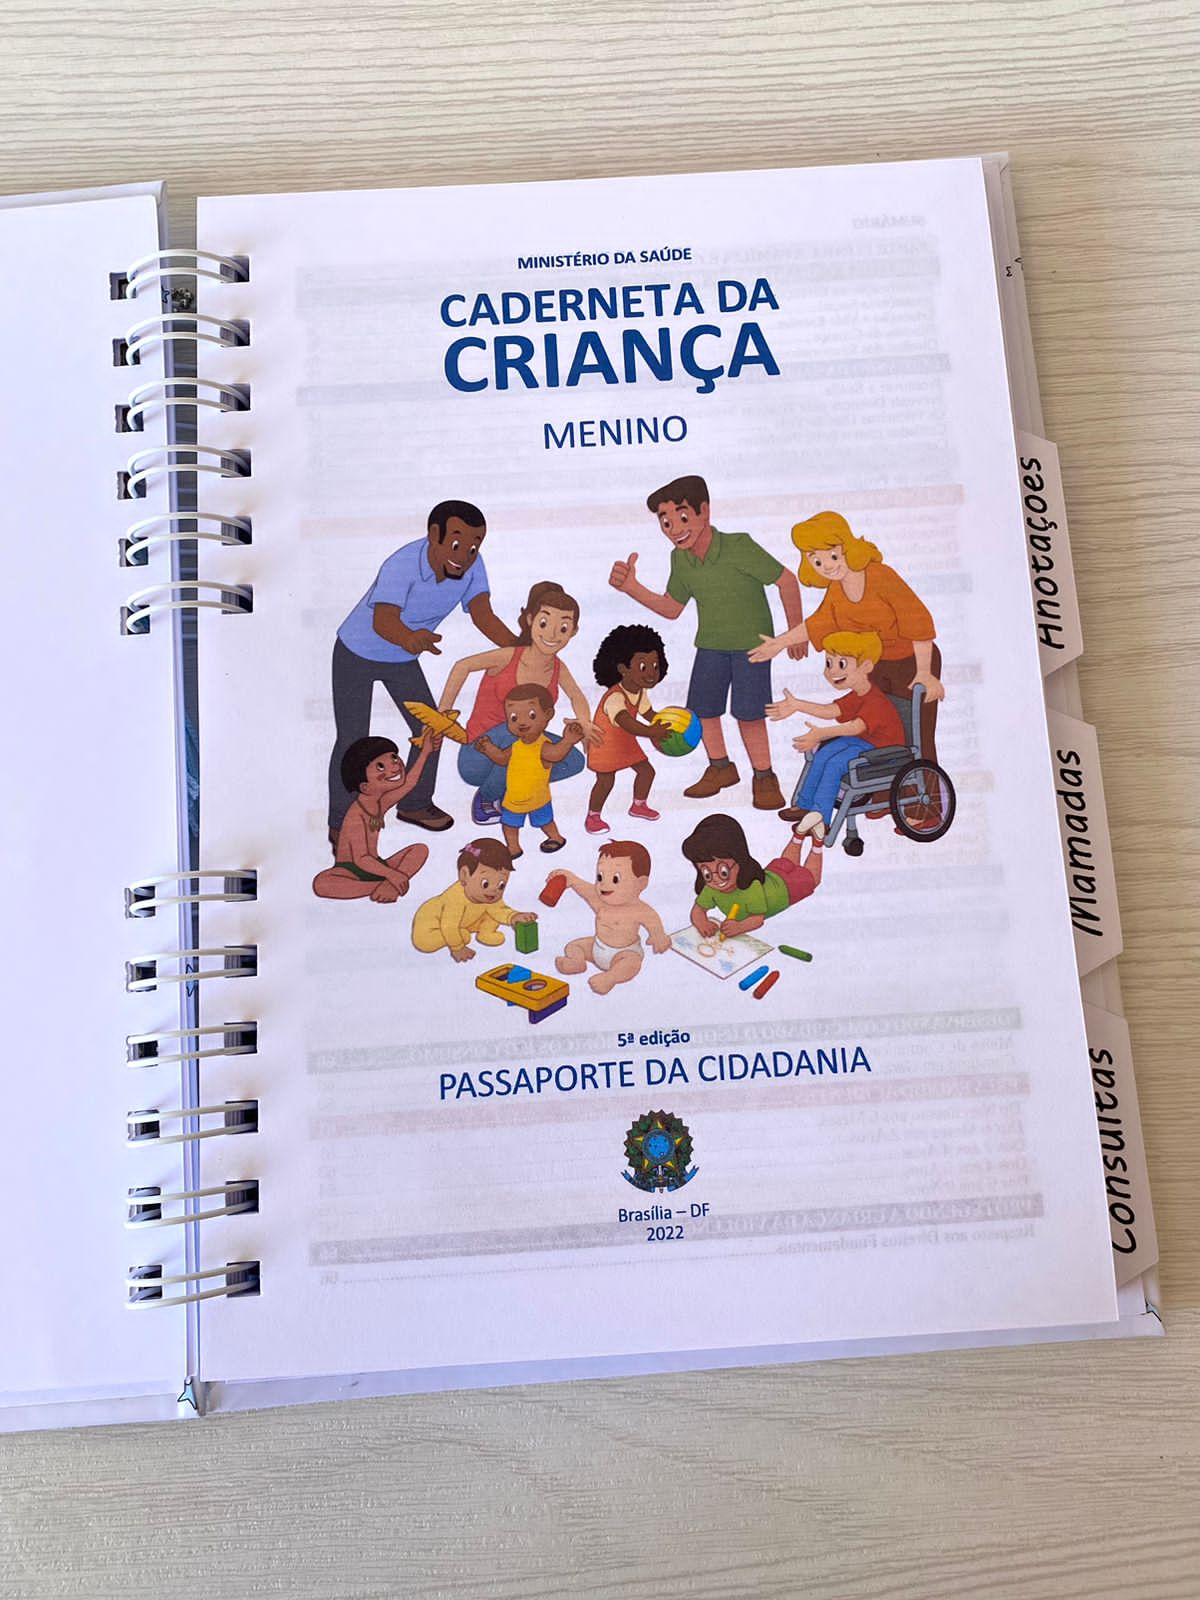 MINISTÉRIO DA SAÚDE
CADERNETA DA
CRIANÇA
MENINO
5ª edição
PASSAPORTE DA CIDADANIA
Brasília – DF
2022
Anotações
Mamadas
Consultas